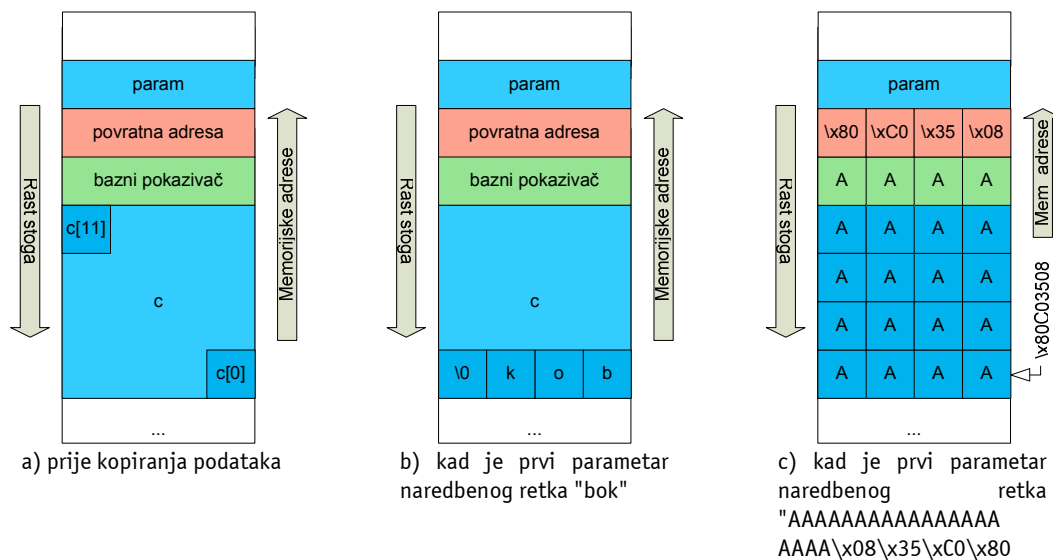 param
povratna adresa
bazni pokazivač
c[11]
c
c[0]
...
Rast stoga
Memorijske adrese
a) prije kopiranja podataka
param
povratna adresa
bazni pokazivač
c
\0 k o b
...
Rast stoga
Memorijske adrese
b) kad je prvi parametar
naredbenog retka "bok"
param
\x80 \xC0 \x35 \x08
A A A A
A A A A
A A A A
A A A A
A A A A
...
Rast stoga
Mem adrese
\x80C03508
c) kad je prvi parametar
naredbenog retka
"AAAAAAAAAAAAAAAA
AAAA\x08\x35\xC0\x80